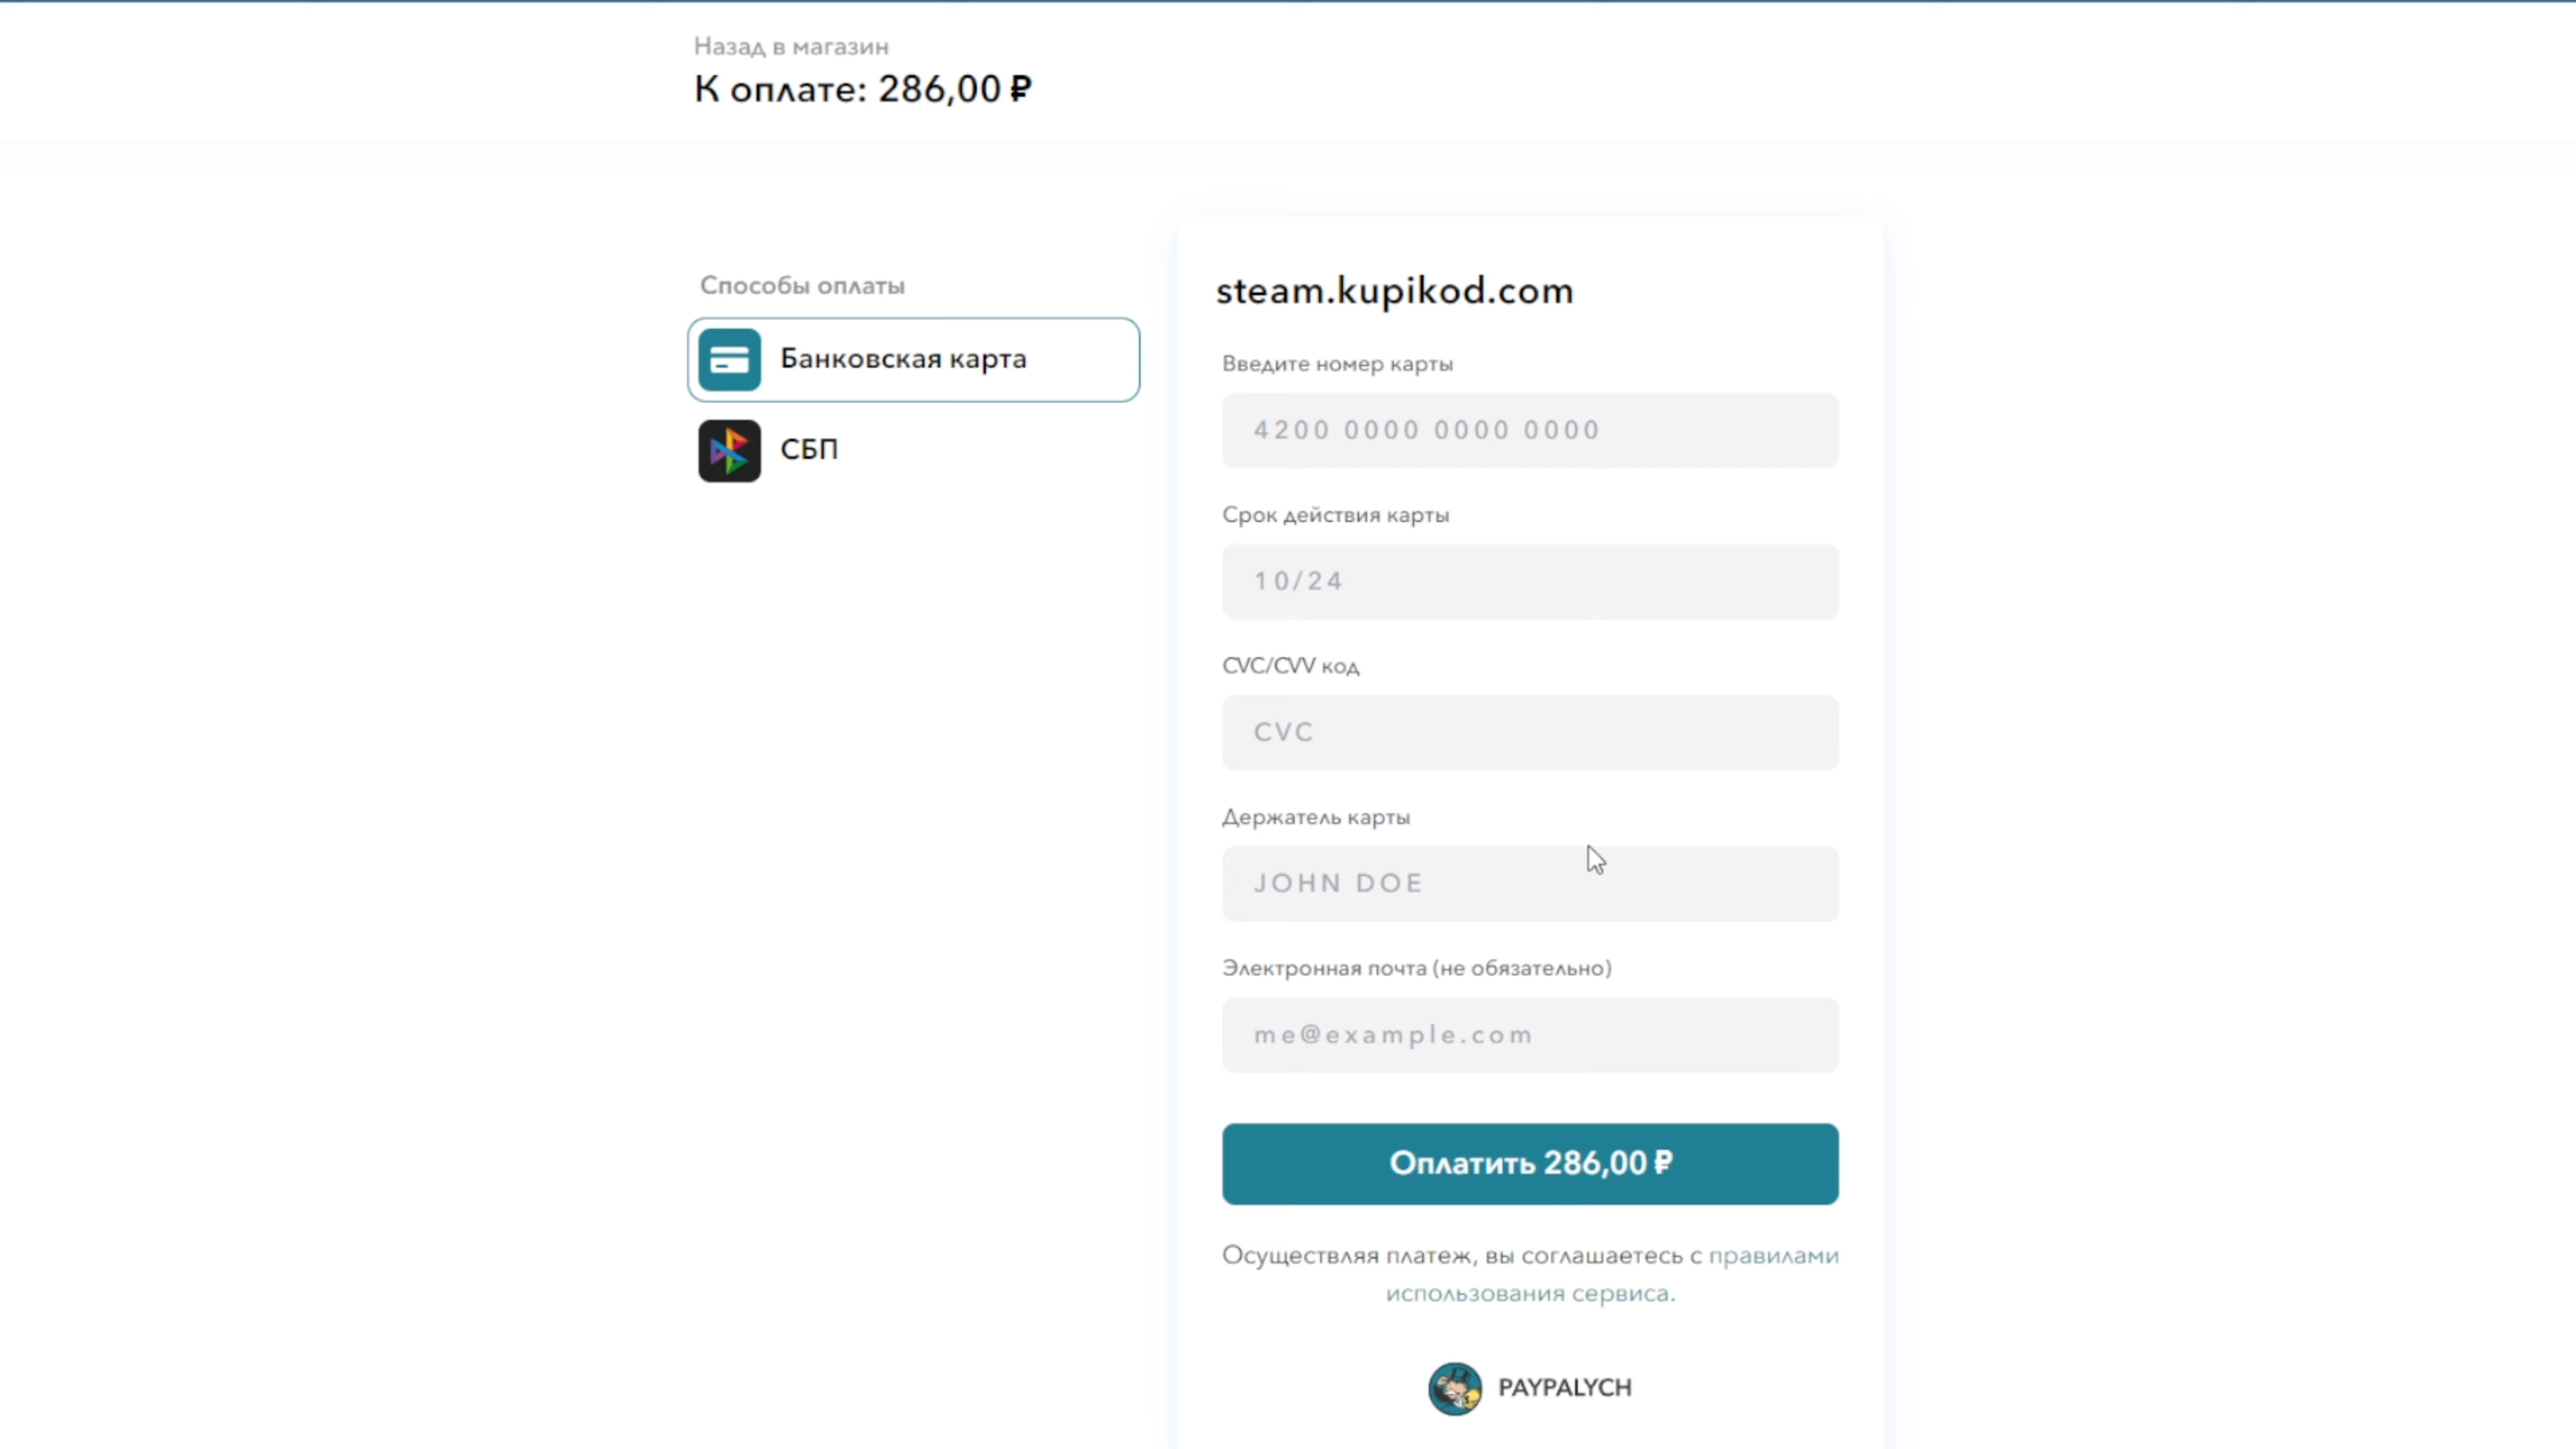 Назад в магазин
К оплате: 286,00 ₽
Способы оплаты
Банковская карта
СБП
steam.kupikod.com
Введите номер карты
4200 0000 0000 0000
Срок действия карты
10/24
CVC/CVV код
CVC
Держатель карты
JOHN DOE
Электронная почта (не обязательно)
me@example.com
Оплатить 286,00 ₽
Осуществляя платеж, вы соглашаетесь с правилами
использования сервиса.
PAYPALYCH